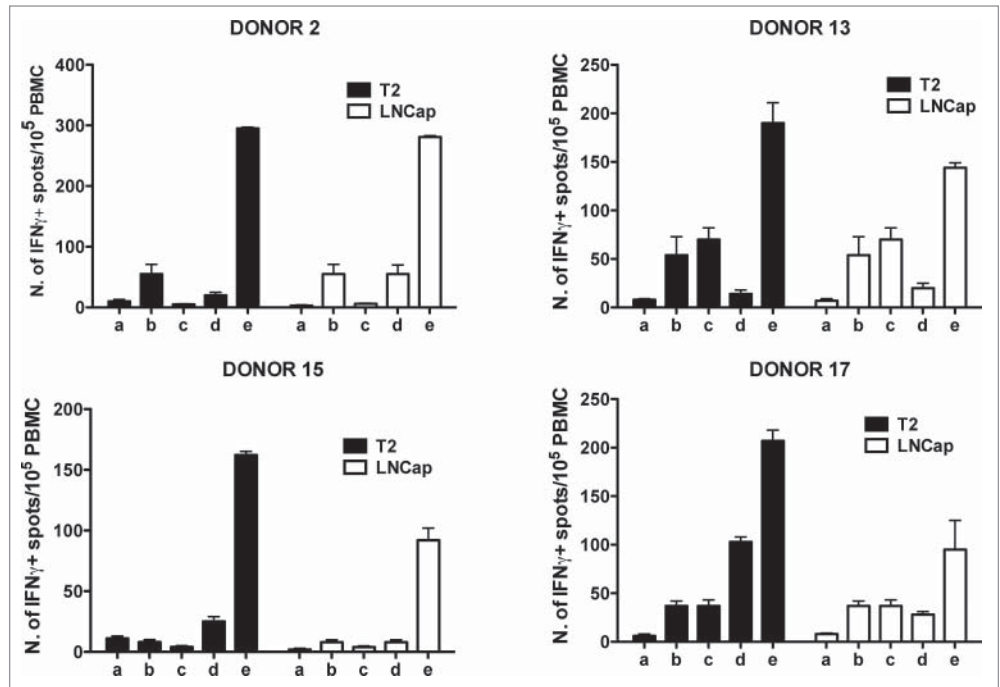 DONOR 2
N. of IFNγ+ spots/10⁵ PBMC
400
300
200
100
0
T2
LNCap
a b c d e a b c d e
DONOR 13
N. of IFNγ+ spots/10⁵ PBMC
250
200
150
100
50
0
T2
LNCap
a b c d e a b c d e
DONOR 15
N. of IFNγ+ spots/10⁵ PBMC
200
150
100
50
0
T2
LNCap
a b c d e a b c d e
DONOR 17
N. of IFNγ+ spots/10⁵ PBMC
250
200
150
100
50
0
T2
LNCap
a b c d e a b c d e